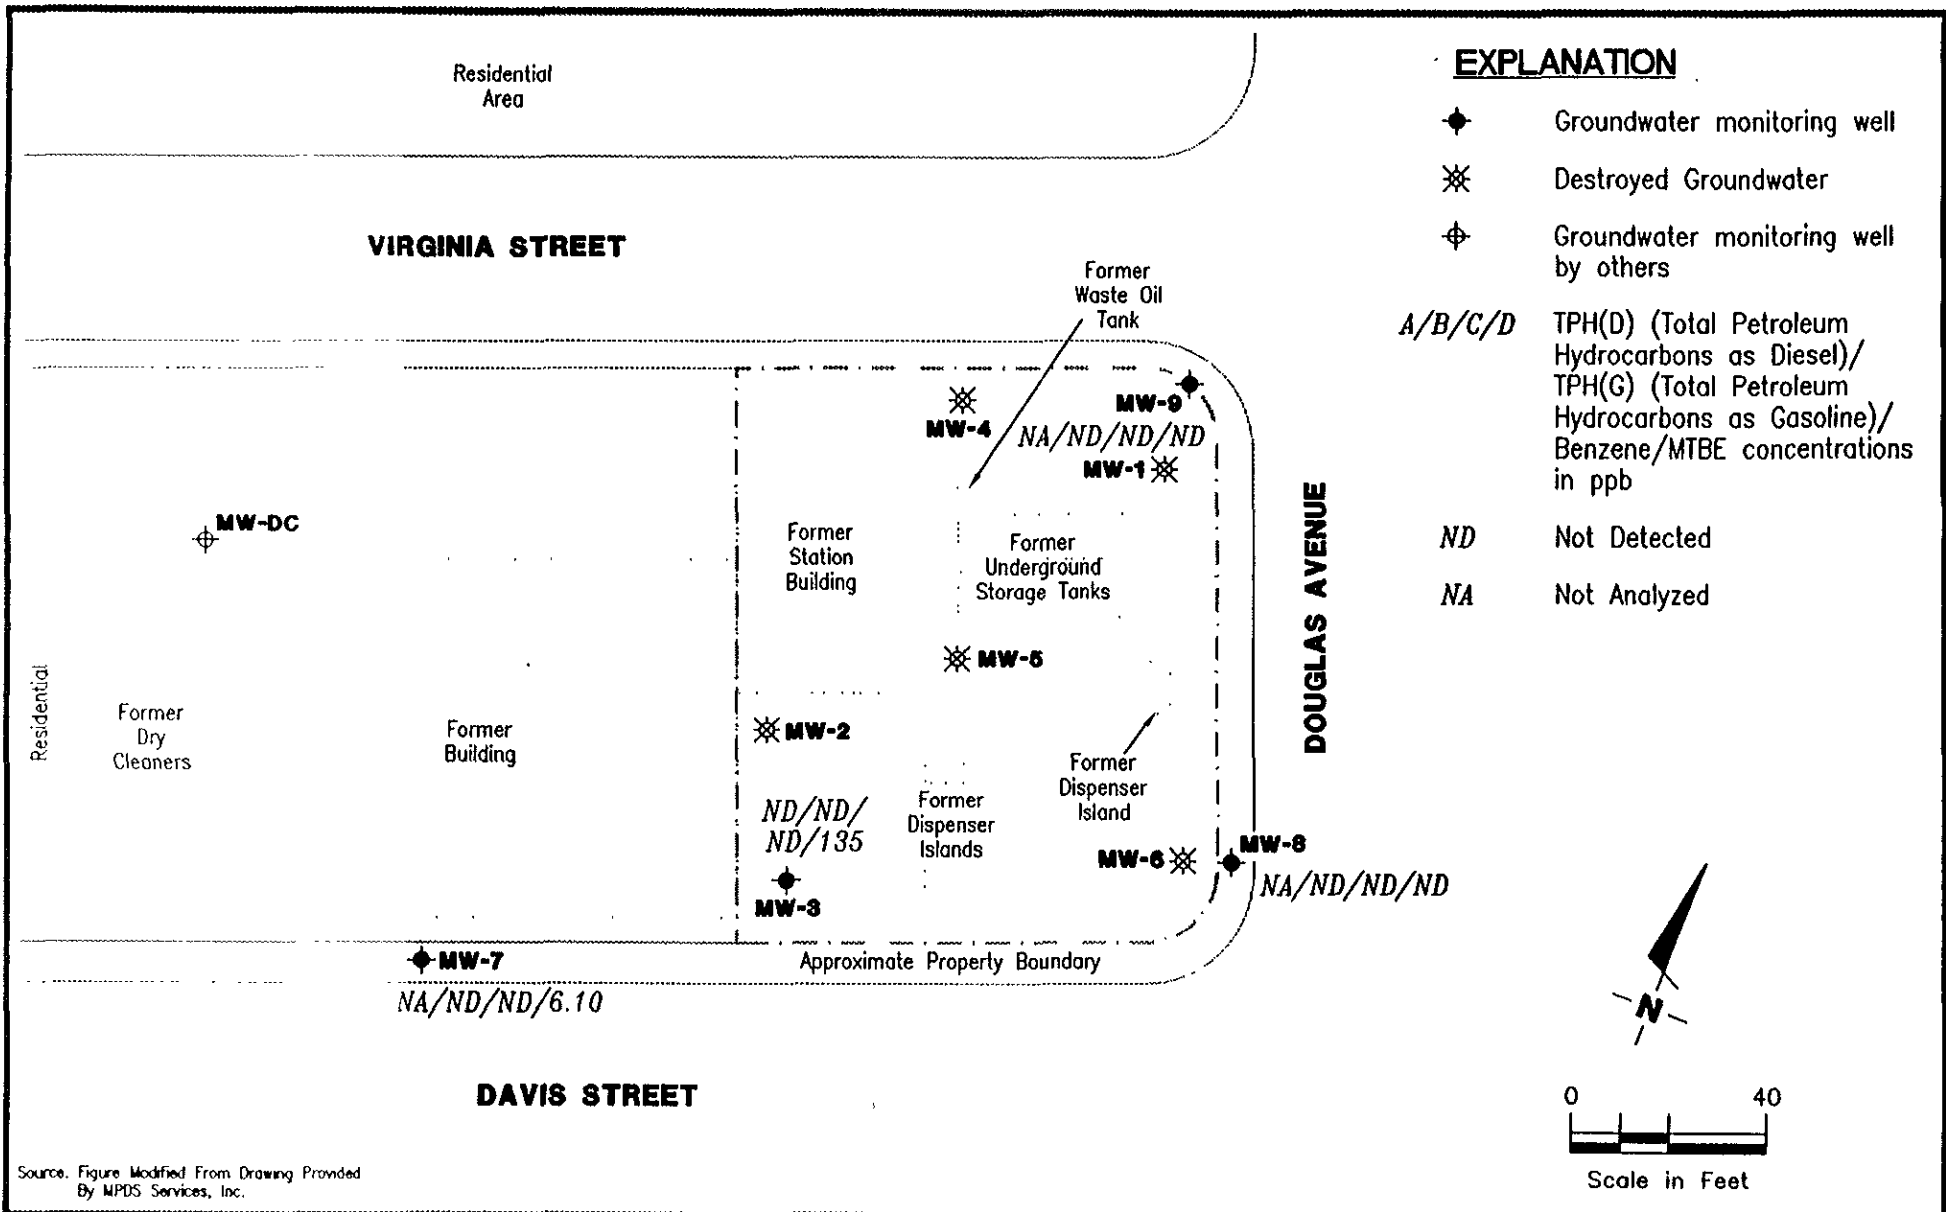 Residential
Area
VIRGINIA STREET
Former
Waste Oil
Tank
MW-9
MW-4
NA/ND/ND/ND
MW-1
MW-DC
Former
Station
Building
Former
Underground
Storage Tanks
DOUGLAS AVENUE
MW-5
Residential
Former
Dry
Cleaners
Former
Building
MW-2
Former
Dispenser
Island
ND/ND/
ND/135
Former
Dispenser
Islands
MW-3
MW-6
MW-8
NA/ND/ND/ND
MW-7
NA/ND/ND/6.10
Approximate Property Boundary
DAVIS STREET
Source. Figure Modified From Drawing Provided
By MPDS Services, Inc.
EXPLANATION
Groundwater monitoring well
Destroyed Groundwater
Groundwater monitoring well
by others
A/B/C/D TPH(D) (Total Petroleum
Hydrocarbons as Diesel)/
TPH(G) (Total Petroleum
Hydrocarbons as Gasoline)/
Benzene/MTBE concentrations
in ppb
ND Not Detected
NA Not Analyzed
N
0 40
Scale in Feet